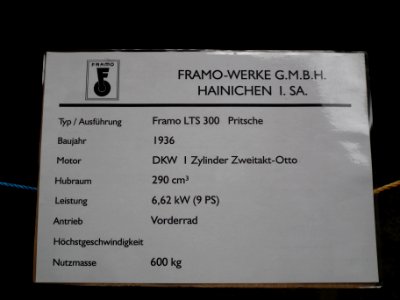 FRAMO
FRAMO-WERKE G.M.B.H.
HAINICHEN I. SA.
Typ / Ausführung Framo LTS 300 Pritsche
Baujahr 1936
Motor DKW 1 Zylinder Zweitakt-Otto
Hubraum 290 cm³
Leistung 6,62 kW (9 PS)
Antrieb Vorderrad
Höchstgeschwindigkeit
Nutzmasse 600 kg